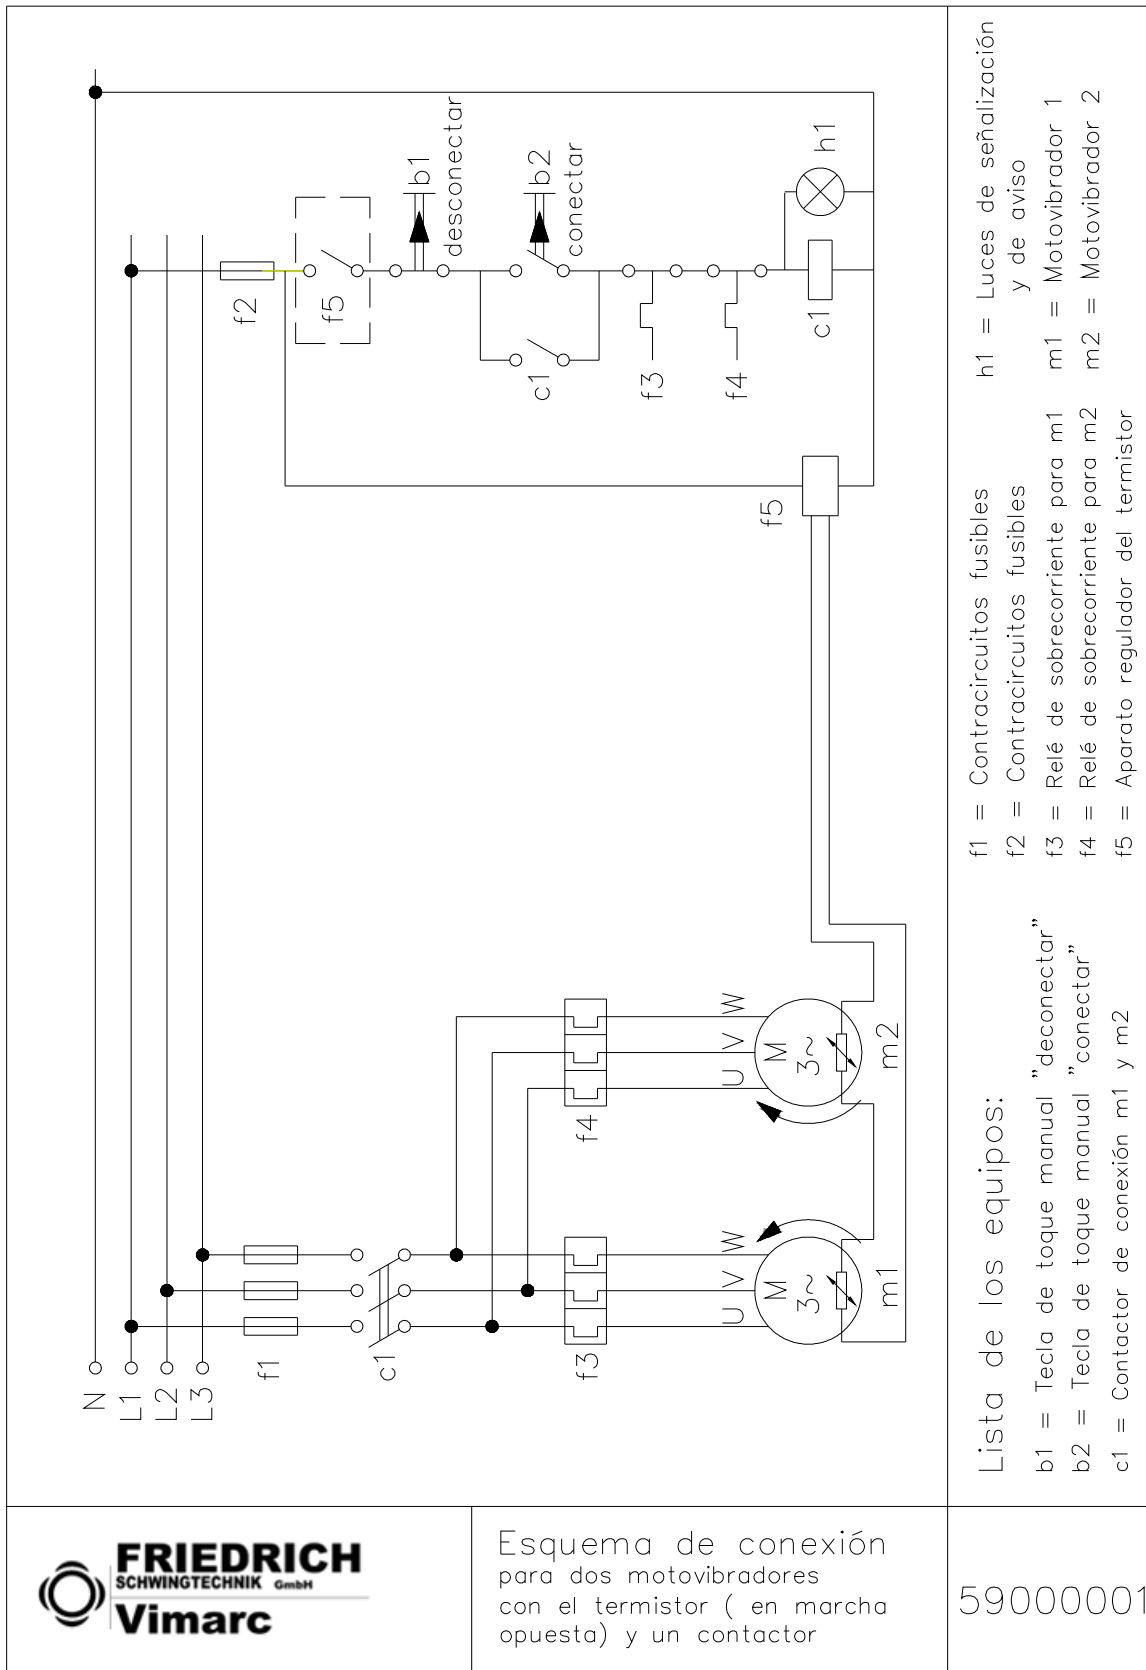 N
L1
L2
L3
f1
c1
f3
U V W
M
3~
m1
f4
U V W
M
3~
m2
f5
f2
f5
b1
desconectar
b2
conectar
c1
f3
f4
c1
h1
Lista de los equipos:
b1 = Tecla de toque manual "deconectar"
b2 = Tecla de toque manual "conectar"
c1 = Contactor de conexión m1 y m2
f1 = Contracircuitos fusibles
f2 = Contracircuitos fusibles
f3 = Relé de sobrecorriente para m1
f4 = Relé de sobrecorriente para m2
f5 = Aparato regulador del termistor
h1 = Luces de señalización
y de aviso
m1 = Motovibrador 1
m2 = Motovibrador 2
FRIEDRICH
SCHWINGTECHNIK GmbH
Vimarc
Esquema de conexión
para dos motovibradores
con el termistor ( en marcha
opuesta) y un contactor
59000001